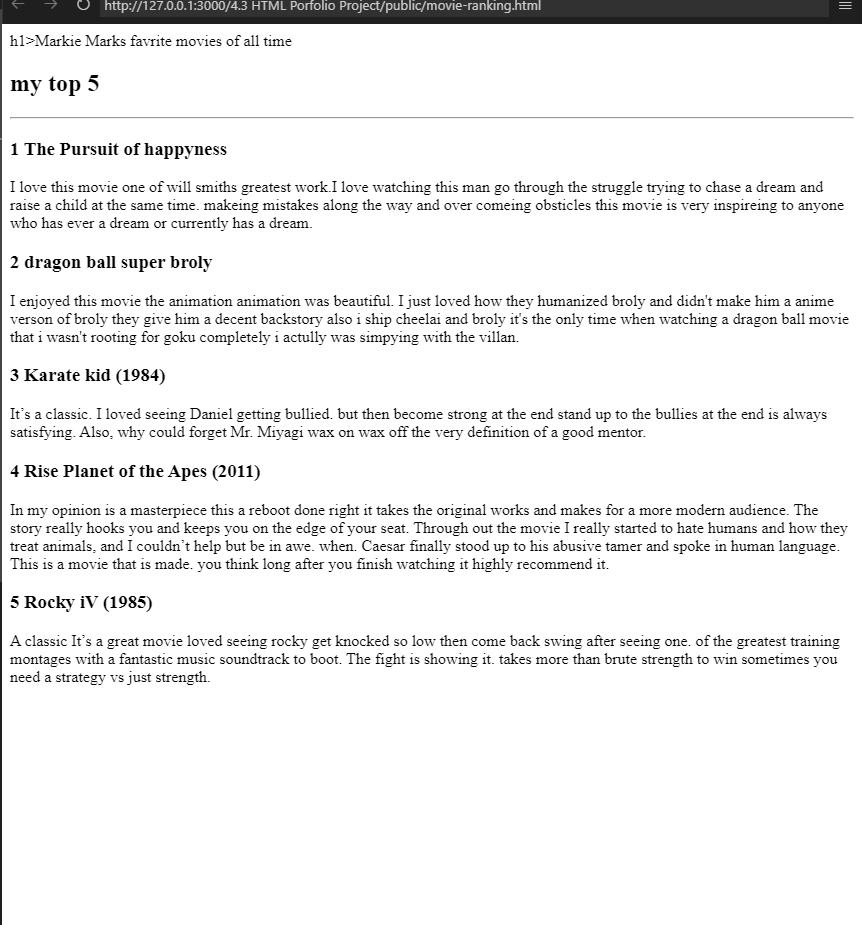 http://127.0.0.1:3000/4.3 HTML Porfolio Project/public/movie-ranking.html
h1>Markie Marks favrite movies of all time
my top 5
1 The Pursuit of happyness
I love this movie one of will smiths greatest work.I love watching this man go through the struggle trying to chase a dream and
raise a child at the same time. makeing mistakes along the way and over comeing obsticles this movie is very inspireing to anyone
who has ever a dream or currently has a dream.
2 dragon ball super broly
I enjoyed this movie the animation animation was beautiful. I just loved how they humanized broly and didn't make him a anime
verson of broly they give him a decent backstory also i ship cheelai and broly it's the only time when watching a dragon ball movie
that i wasn't rooting for goku completely i actully was simpying with the villan.
3 Karate kid (1984)
It’s a classic. I loved seeing Daniel getting bullied. but then become strong at the end stand up to the bullies at the end is always
satisfying. Also, why could forget Mr. Miyagi wax on wax off the very definition of a good mentor.
4 Rise Planet of the Apes (2011)
In my opinion is a masterpiece this a reboot done right it takes the original works and makes for a more modern audience. The
story really hooks you and keeps you on the edge of your seat. Through out the movie I really started to hate humans and how they
treat animals, and I couldn’t help but be in awe. when. Caesar finally stood up to his abusive tamer and spoke in human language.
This is a movie that is made. you think long after you finish watching it highly recommend it.
5 Rocky iV (1985)
A classic It’s a great movie loved seeing rocky get knocked so low then come back swing after seeing one. of the greatest training
montages with a fantastic music soundtrack to boot. The fight is showing it. takes more than brute strength to win sometimes you
need a strategy vs just strength.